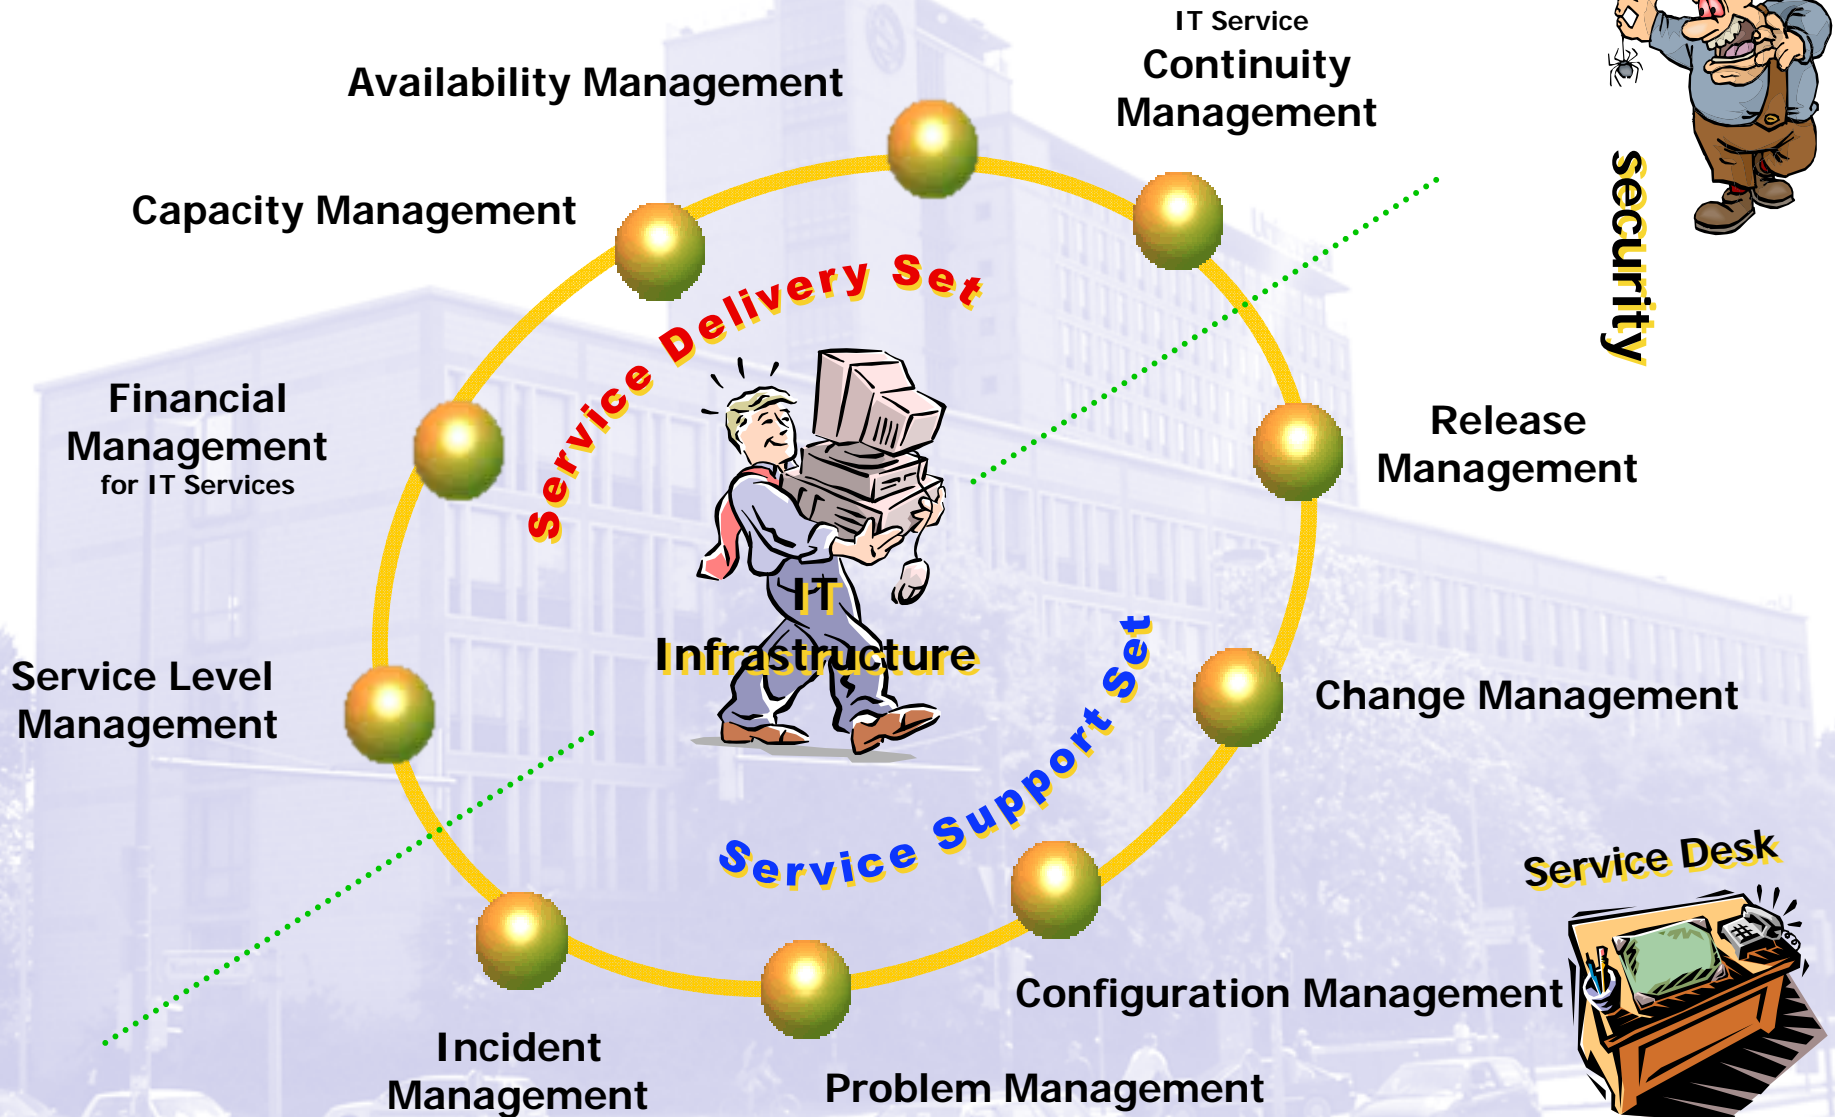 IT Service
Continuity
Management
Availability Management
Capacity Management
security
Service Delivery Set
Financial
Management
for IT Services
Release
Management
IT
Infrastructure
Service Level
Management
Change Management
Service Support Set
Service Desk
Configuration Management
Incident
Management
Problem Management